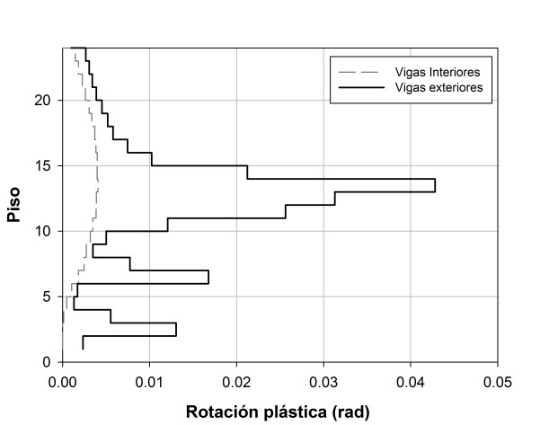 Vigas Interiores
Vigas exteriores
20
15
10
5
0
Piso
0.00 0.01 0.02 0.03 0.04 0.05
Rotación plástica (rad)